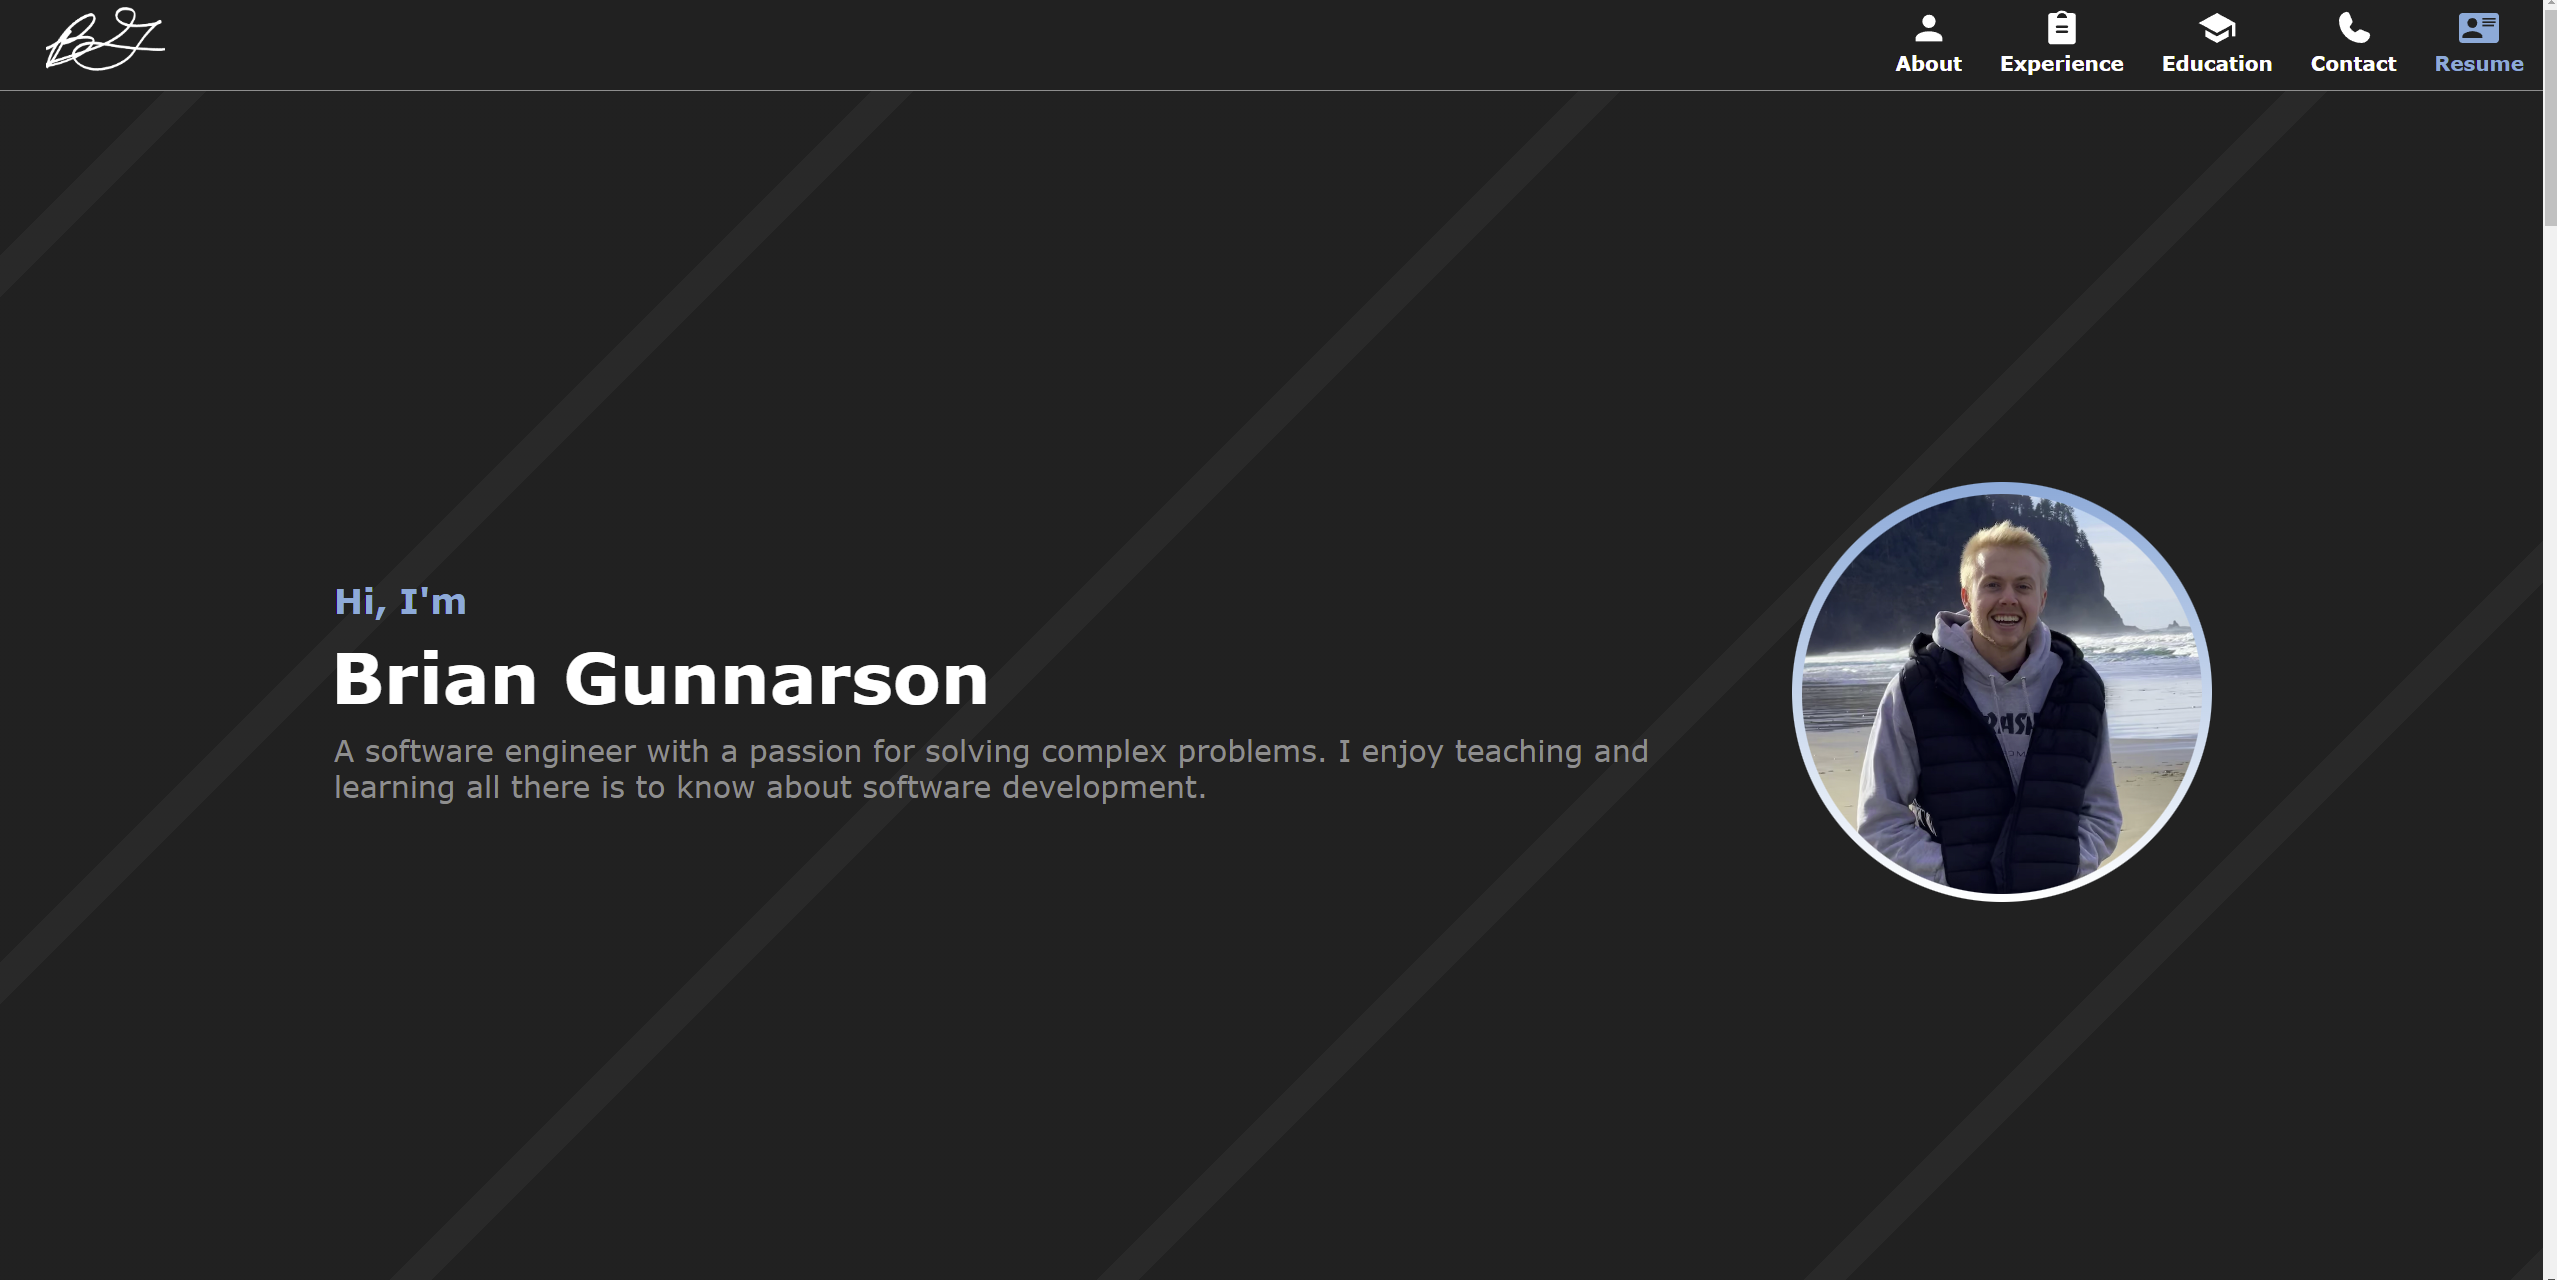 About Experience Education Contact Resume
Hi, I'm
Brian Gunnarson
A software engineer with a passion for solving complex problems. I enjoy teaching and
learning all there is to know about software development.